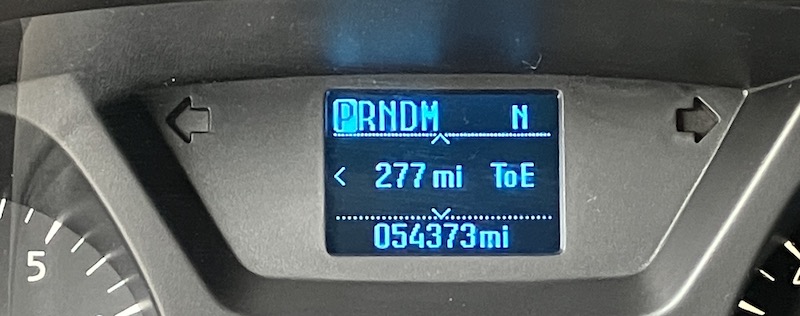 PRNDM N
< 277 mi ToE
054373mi
5